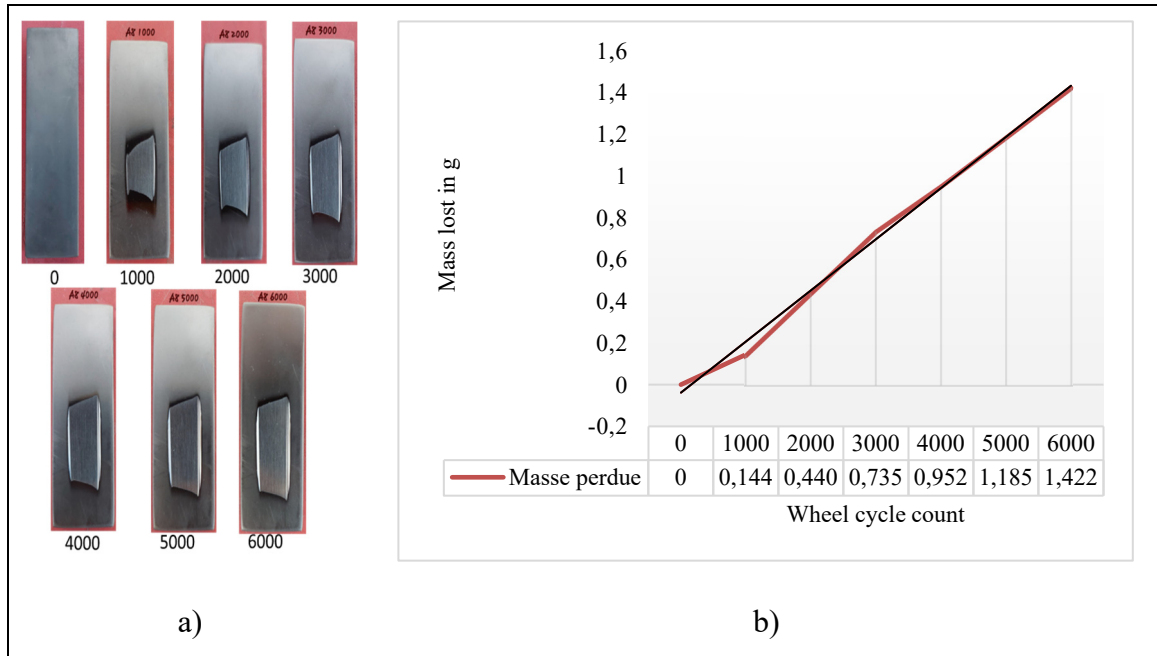 AR 1000 AR 2000 AR 3000
0 1000 2000 3000
AR 4000 AR 5000 AR 6000
4000 5000 6000
a)
Mass lost in g
1,6
1,4
1,2
1
0,8
0,6
0,4
0,2
0
-0,2
0 1000 2000 3000 4000 5000 6000
Masse perdue 0 0,144 0,440 0,735 0,952 1,185 1,422
Wheel cycle count
b)